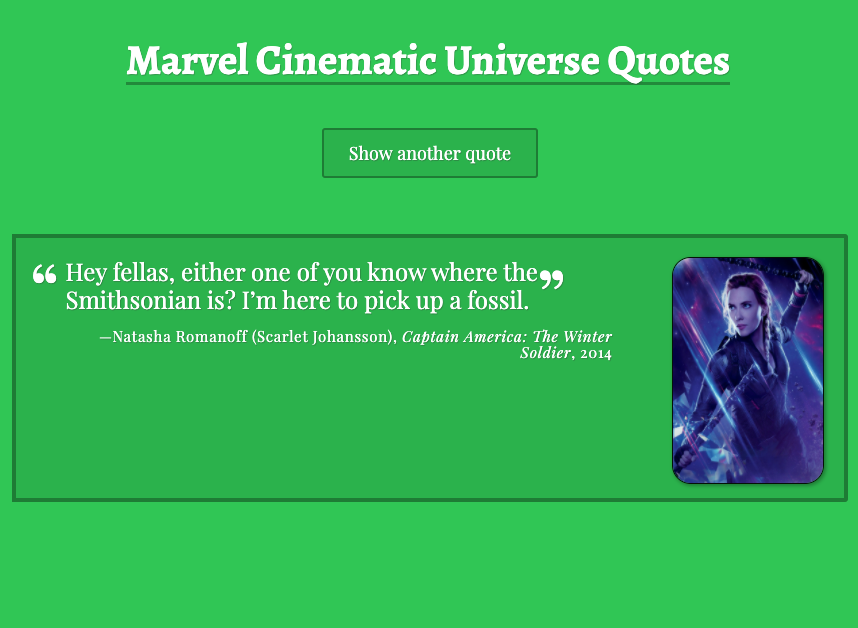 Marvel Cinematic Universe Quotes
Show another quote
“Hey fellas, either one of you know where the”
Smithsonian is? I’m here to pick up a fossil.
—Natasha Romanoff (Scarlet Johansson), Captain America: The Winter
Soldier, 2014